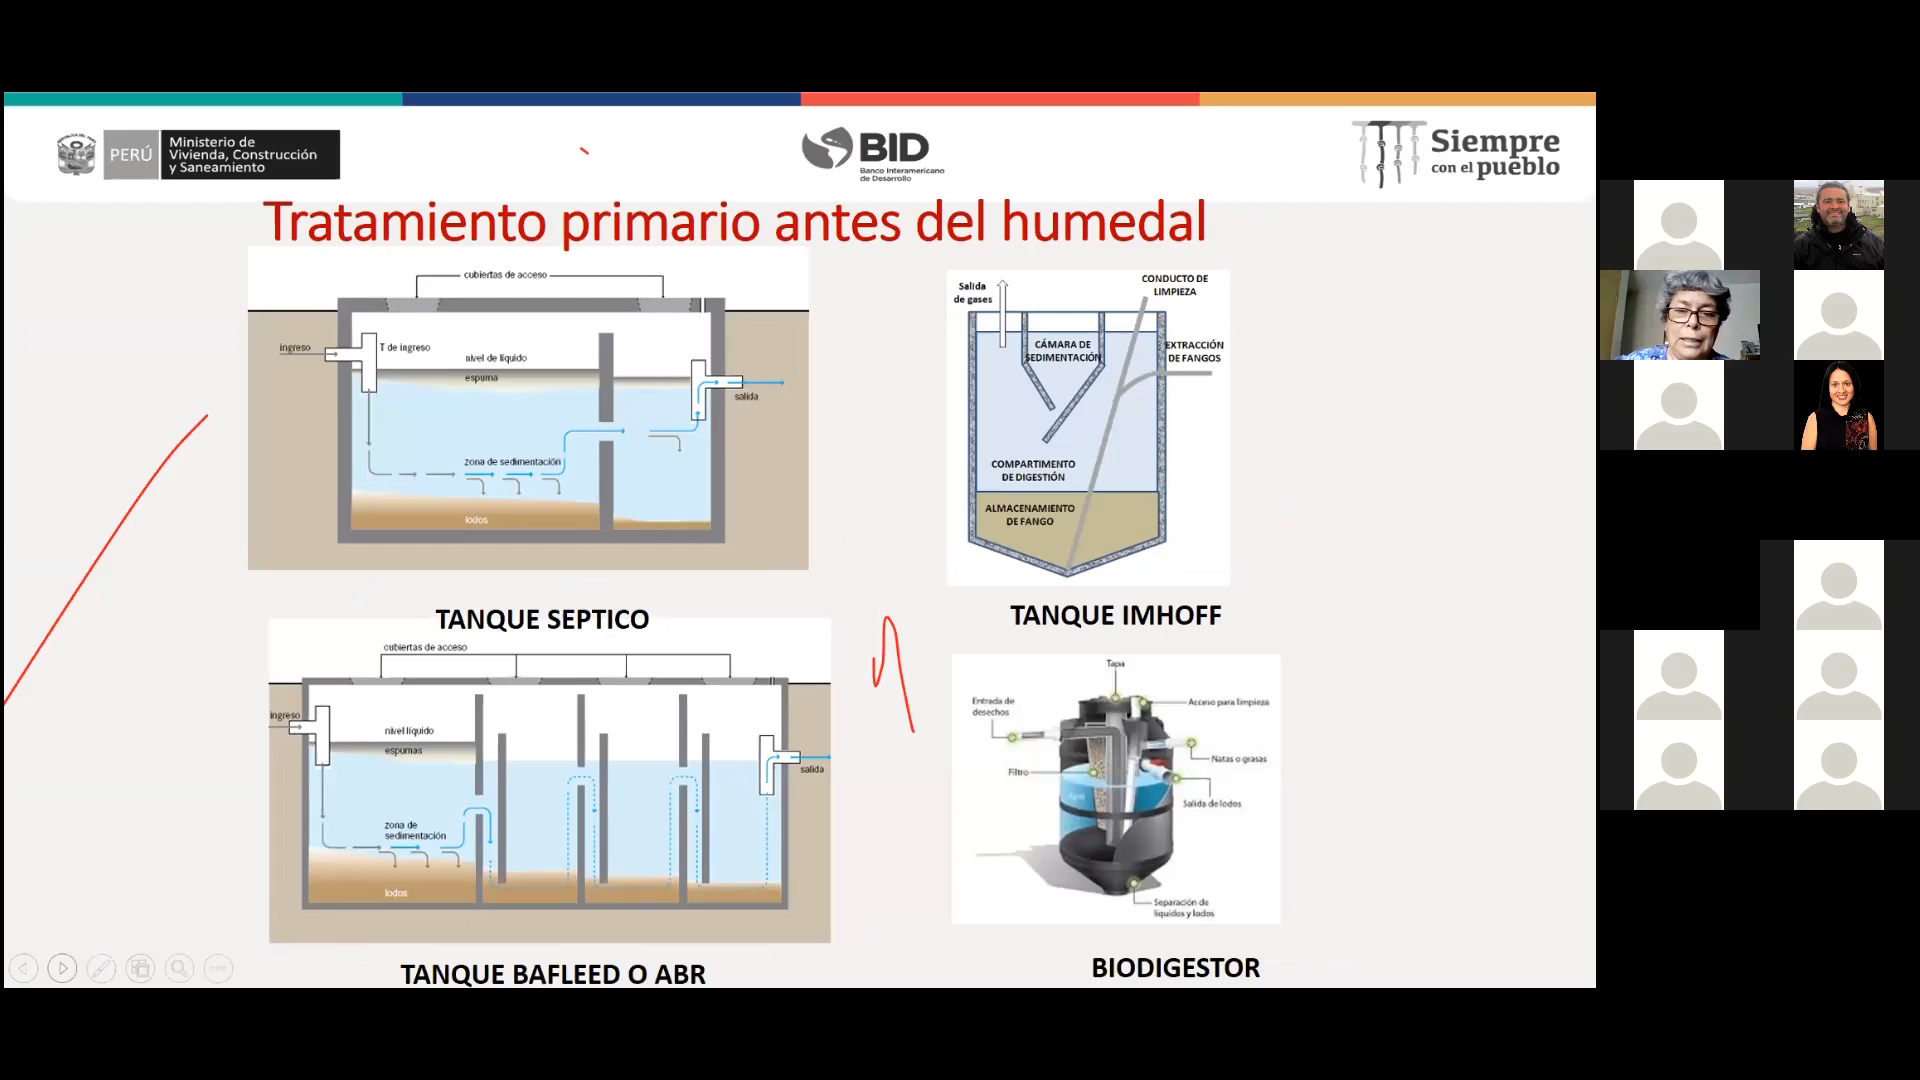 PERÚ
Ministerio de
Vivienda, Construcción
y Saneamiento
BID
Banco Interamericano
de Desarrollo
Siempre
con el pueblo
Tratamiento primario antes del humedal
cubiertas de acceso
ingreso
T de ingreso
nivel de líquido
espuma
salida
zona de sedimentación
lodos
TANQUE SEPTICO
Salida
de gases
CONDUCTO DE
LIMPIEZA
CÁMARA DE
SEDIMENTACIÓN
EXTRACCIÓN
DE FANGOS
COMPARTIMENTO
DE DIGESTIÓN
ALMACENAMIENTO
DE FANGO
TANQUE IMHOFF
cubiertas de acceso
ingreso
nivel líquido
espumas
salida
zona de
sedimentación
lodos
TANQUE BAFLEED O ABR
Tapa
Entrada de
desechos
Acceso para limpieza
Natas o grasas
Filtro
Salida de lodos
Separación de
líquidos y lodos
BIODIGESTOR